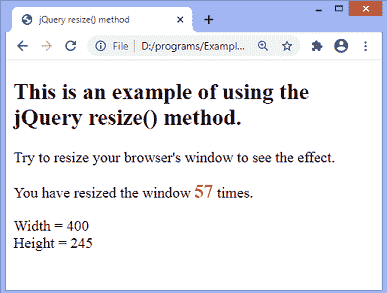 jQuery resize() method
File
D:/programs/Exampl...
This is an example of using the
jQuery resize() method.
Try to resize your browser's window to see the effect.
You have resized the window 57 times.
Width = 400
Height = 245